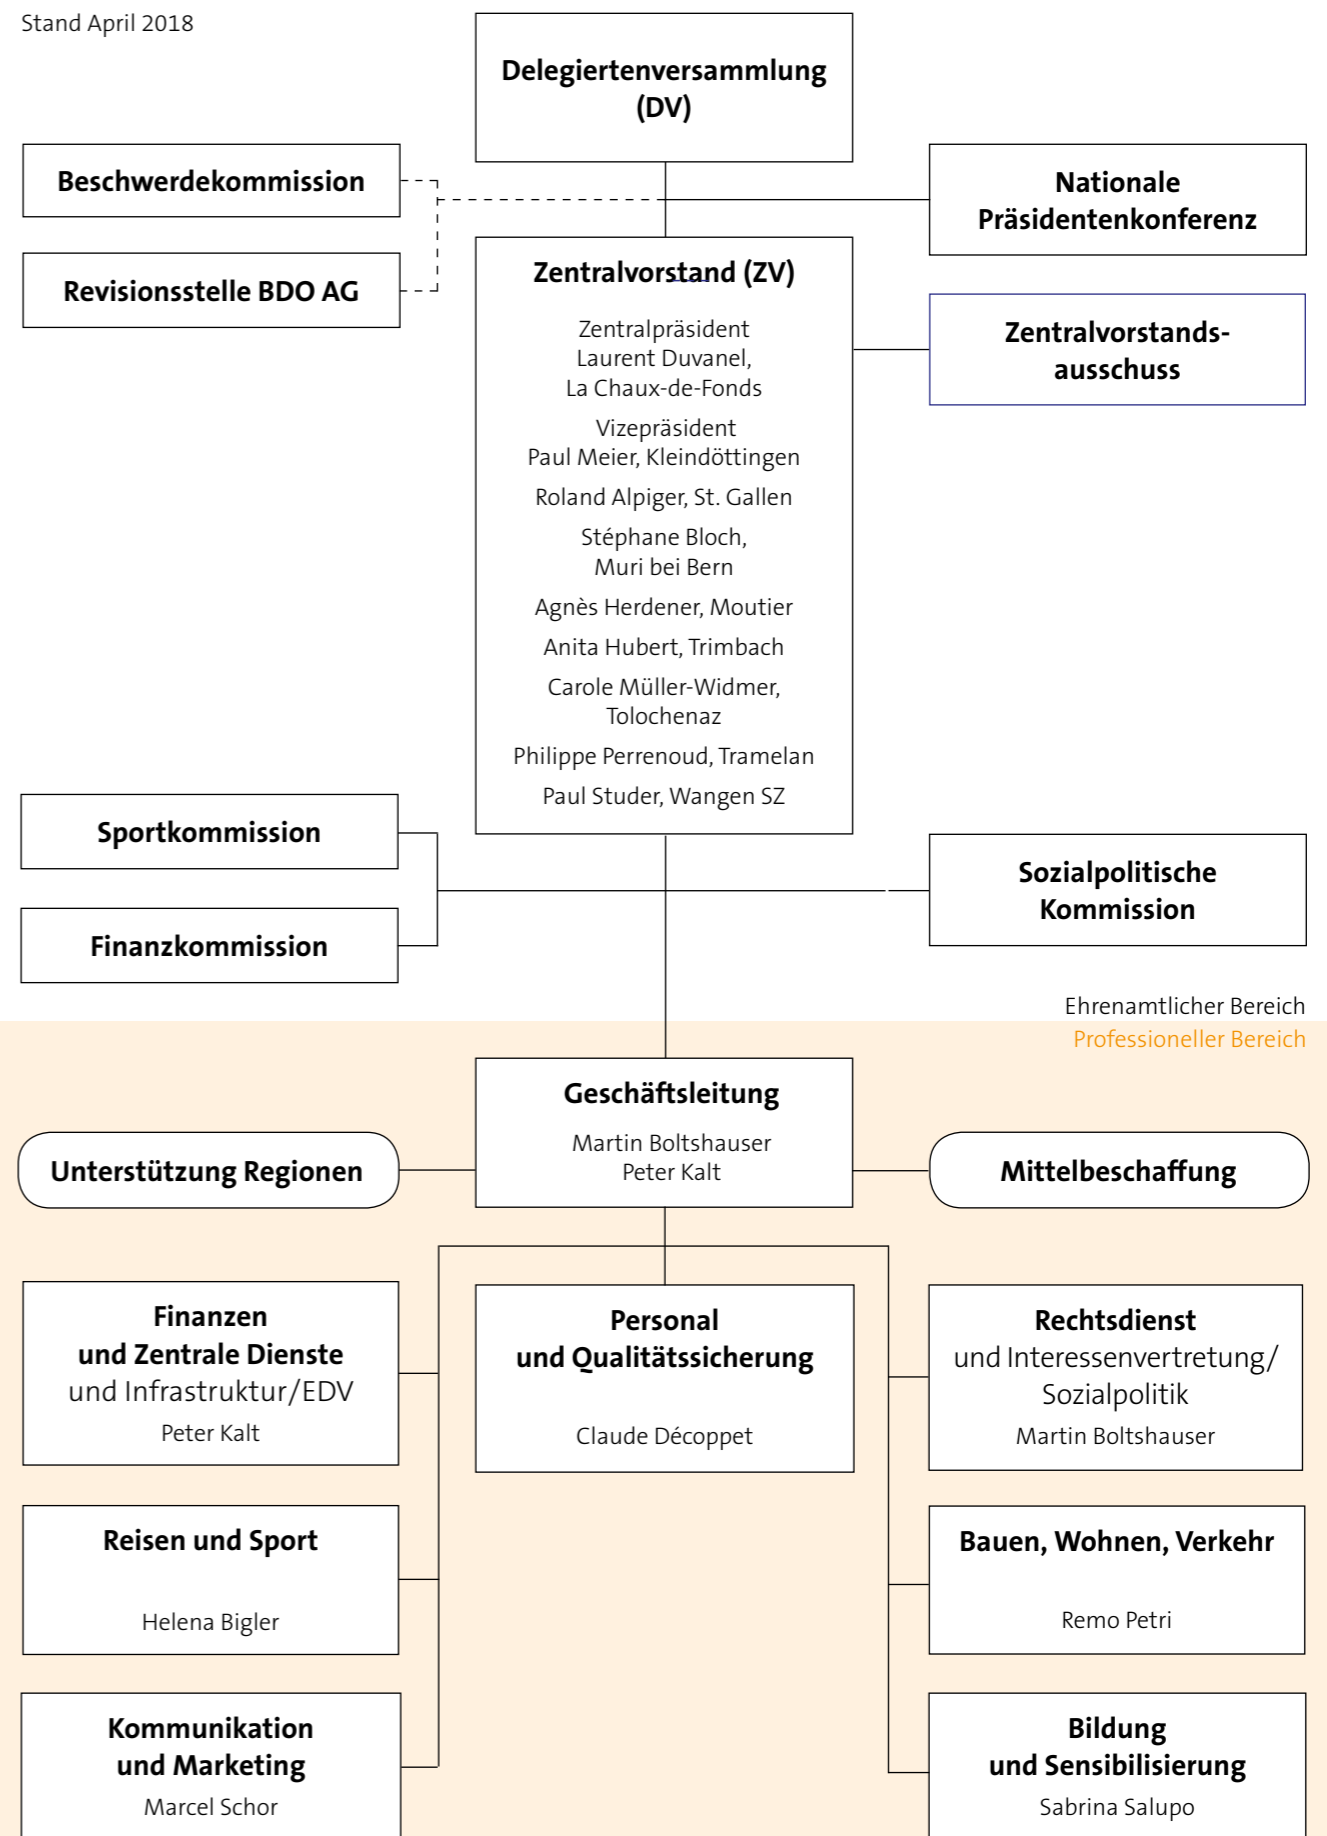 Stand April 2018
Delegiertenversammlung
(DV)
Beschwerdekommission
Nationale
Präsidentenkonferenz
Revisionsstelle BDO AG
Zentralvorstand (ZV)
Zentralpräsident
Laurent Duvanel,
La Chaux-de-Fonds
Vizepräsident
Paul Meier, Kleindöttingen
Roland Alpiger, St. Gallen
Stéphane Bloch,
Muri bei Bern
Agnès Herdener, Moutier
Anita Hubert, Trimbach
Carole Müller-Widmer,
Tolochenaz
Philippe Perrenoud, Tramelan
Paul Studer, Wangen SZ
Zentralvorstands-
ausschuss
Sportkommission
Finanzkommission
Sozialpolitische
Kommission
Ehrenamtlicher Bereich
Professioneller Bereich
Geschäftsleitung
Martin Boltshauser
Peter Kalt
Unterstützung Regionen
Mittelbeschaffung
Finanzen
und Zentrale Dienste
und Infrastruktur/EDV
Peter Kalt
Personal
und Qualitätssicherung
Claude Décoppet
Rechtsdienst
und Interessenvertretung/
Sozialpolitik
Martin Boltshauser
Reisen und Sport
Helena Bigler
Bauen, Wohnen, Verkehr
Remo Petri
Kommunikation
und Marketing
Marcel Schor
Bildung
und Sensibilisierung
Sabrina Salupo